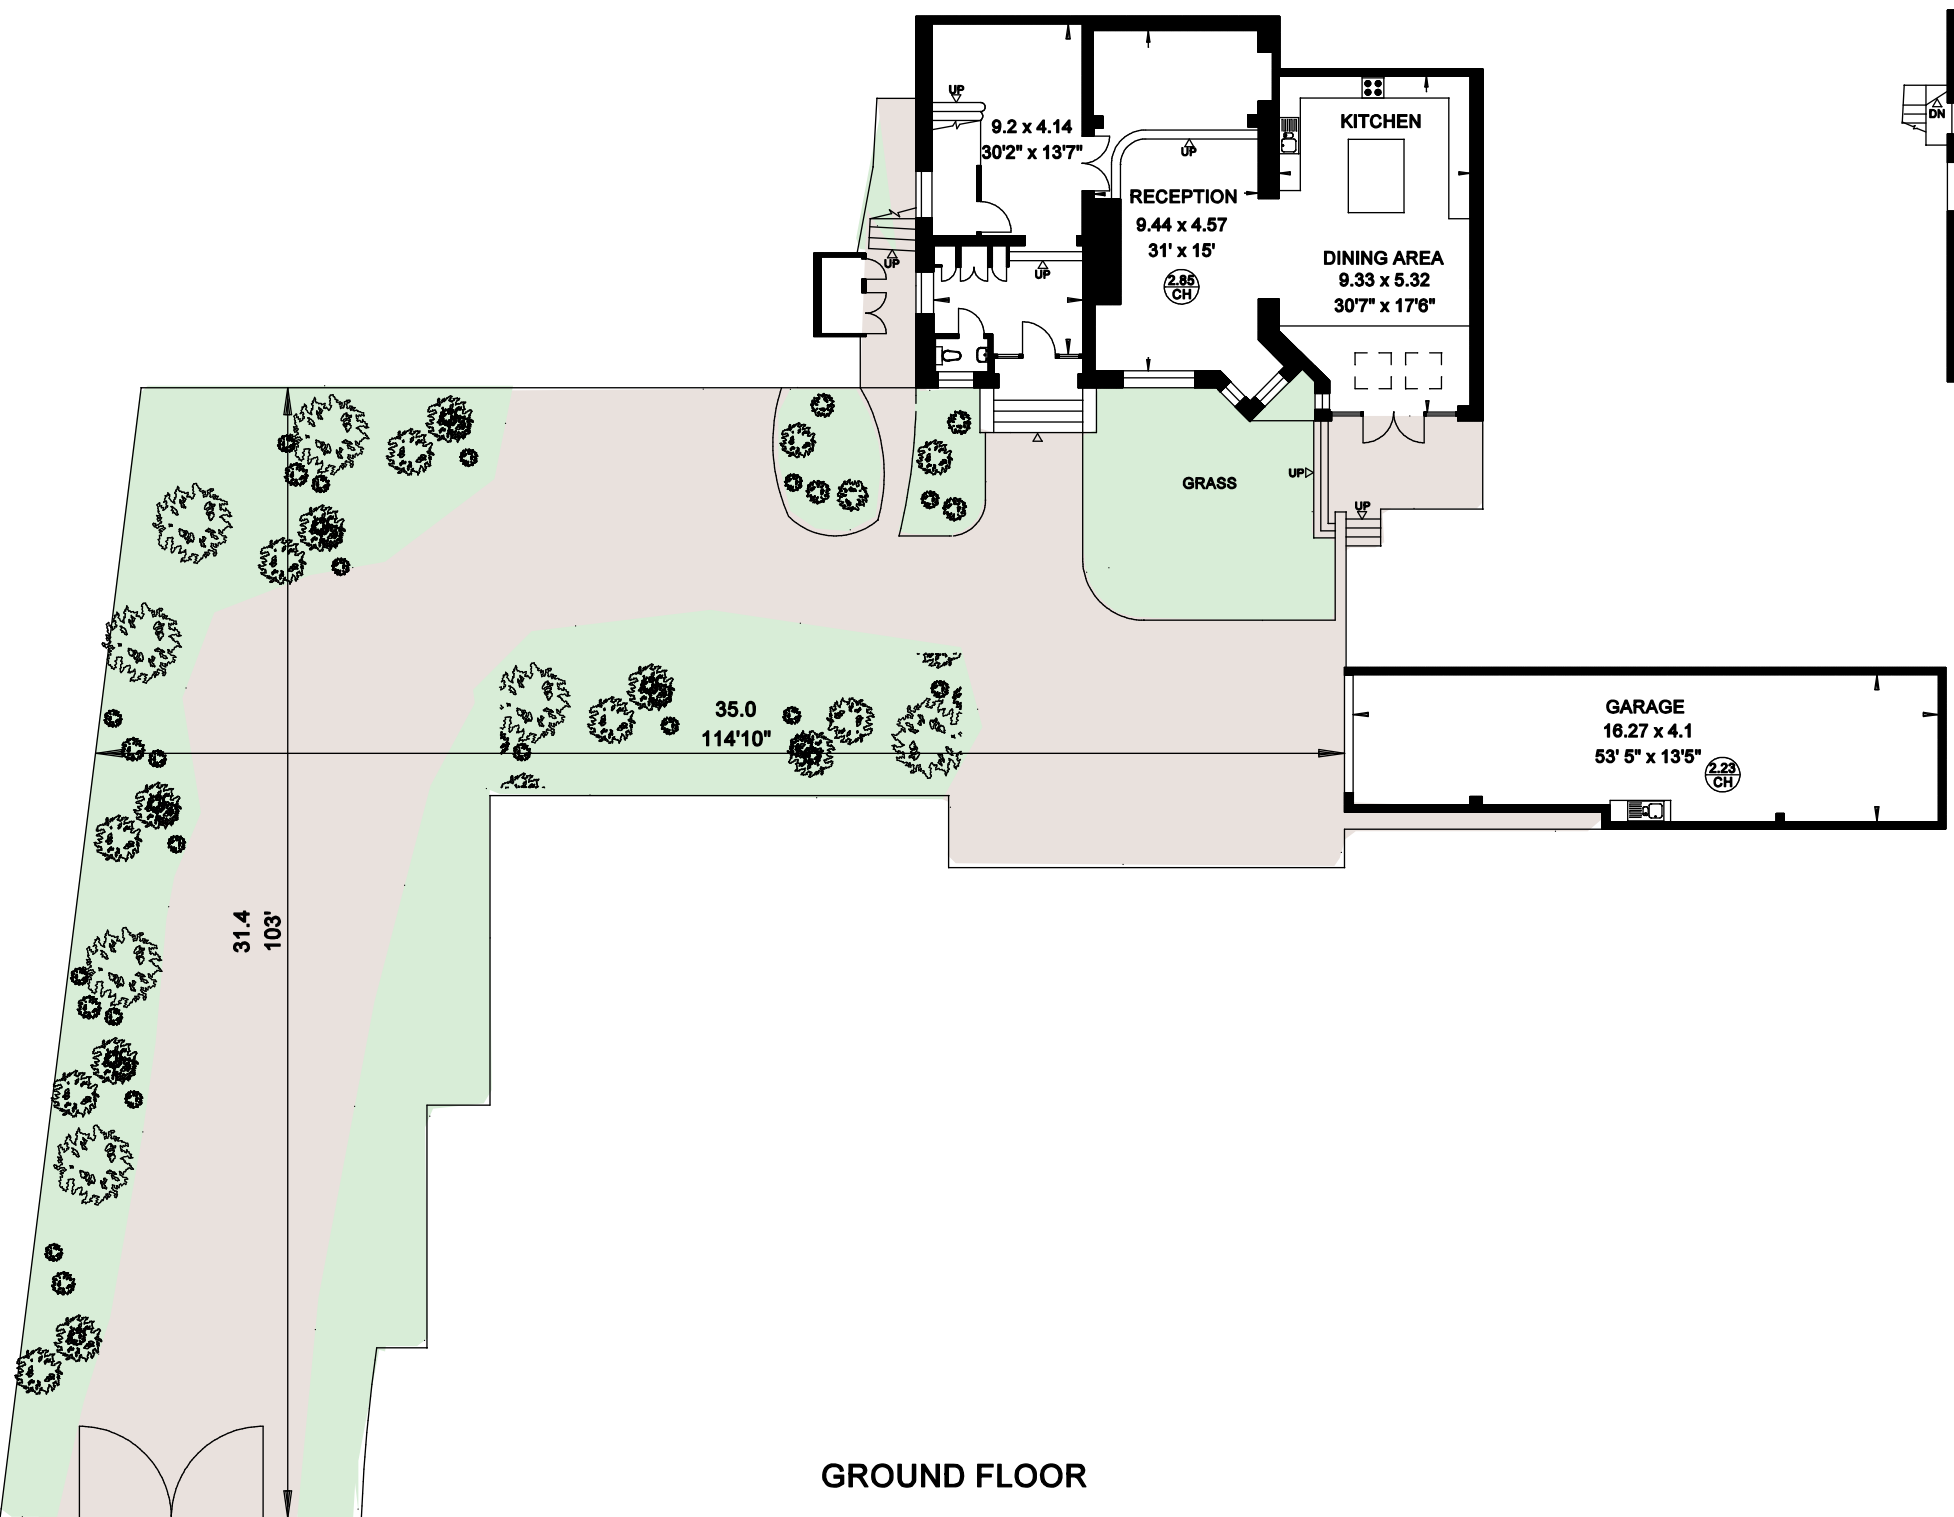 UP
9.2 x 4.14
30'2" x 13'7"
UP
RECEPTION
9.44 x 4.57
31' x 15'
2.85
CH
KITCHEN
DINING AREA
9.33 x 5.32
30'7" x 17'6"
DN
UP
UP
GRASS
UP
UP
35.0
114'10"
GARAGE
16.27 x 4.1
53' 5" x 13'5"
2.23
CH
31.4
103'
GROUND FLOOR